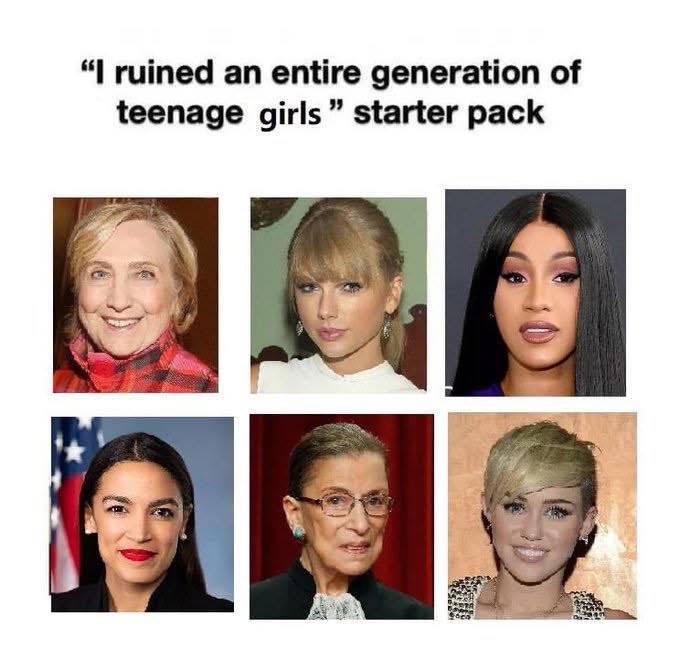 “I ruined an entire generation of
teenage girls ” starter pack